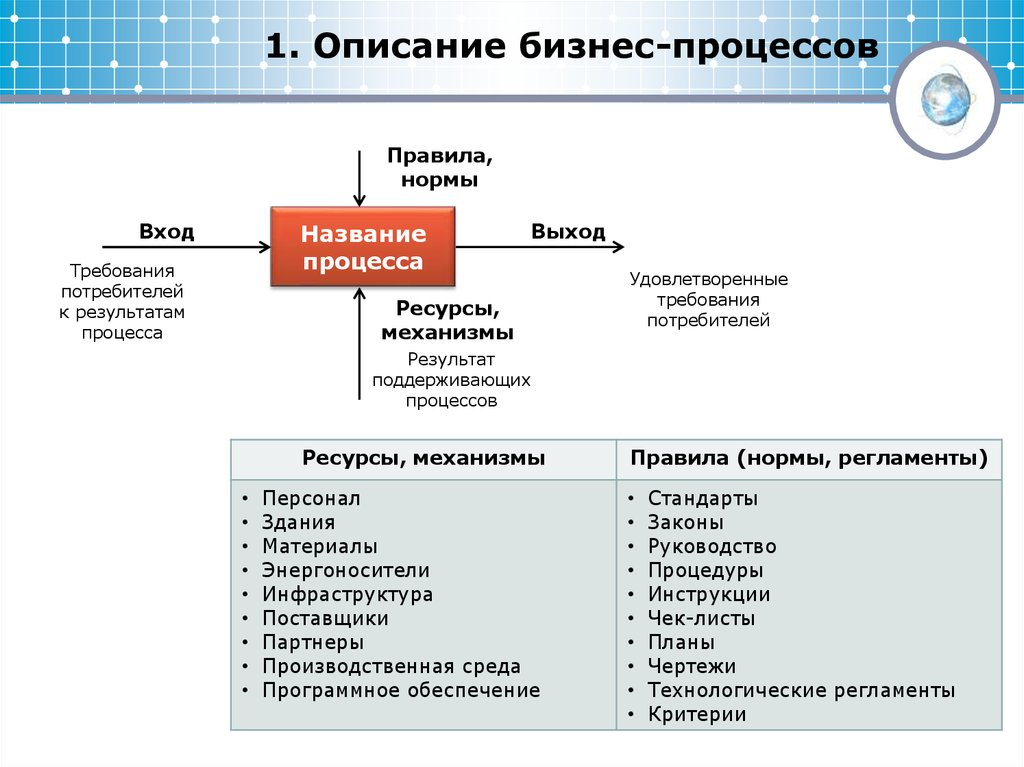 1. Описание бизнес-процессов
Правила,
нормы
Вход
Название
процесса
Выход
Требования
потребителей
к результатам
процесса
Ресурсы,
механизмы
Результат
поддерживающих
процессов
Удовлетворенные
требования
потребителей
Ресурсы, механизмы
• Персонал
• Здания
• Материалы
• Энергоносители
• Инфраструктура
• Поставщики
• Партнеры
• Производственная среда
• Программное обеспечение
Правила (нормы, регламенты)
• Стандарты
• Законы
• Руководство
• Процедуры
• Инструкции
• Чек-листы
• Планы
• Чертежи
• Технологические регламенты
• Критерии